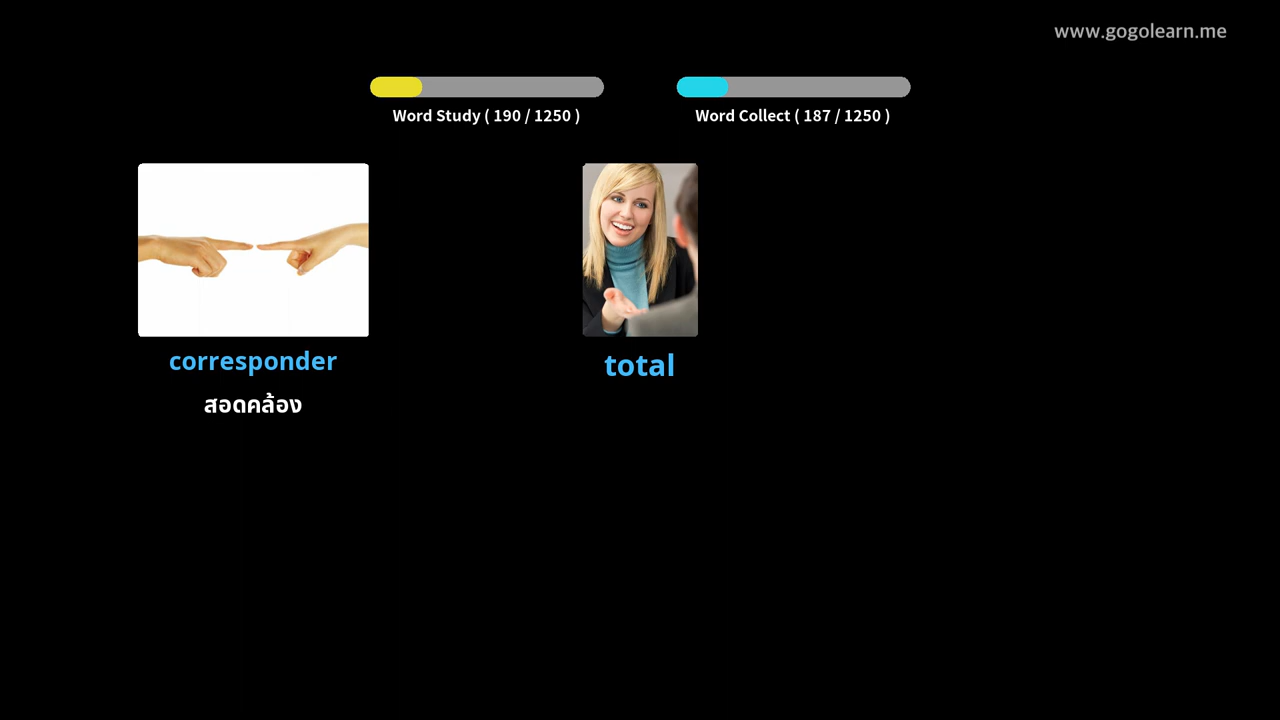 www.gogolearn.me
Word Study ( 190 / 1250 )
Word Collect ( 187 / 1250 )
corresponder
สอดคล้อง
total